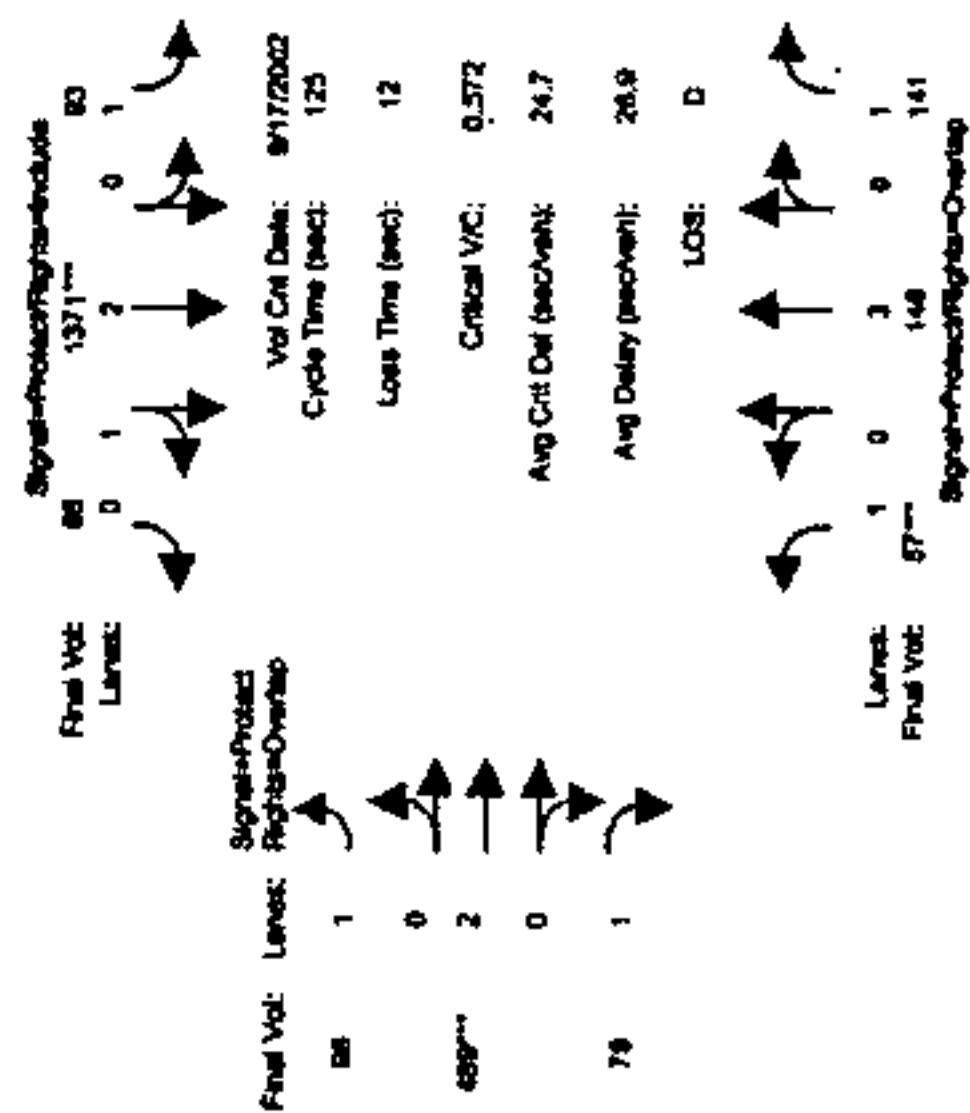 Signal=Protect/Rights=Include
Final Vol: 1371***
Lanes: 0 1 2 0 1
Signal=Protect
Rights=Overlap
Final Vol: Lanes:
1
0
489*** 2
0
1
Vol Cnt Date: 9/17/2002
Cycle Time (sec): 125
Loss Time (sec): 12
Critical V/C: 0.572
Avg Crit Del (sec/veh): 24.7
Avg Delay (sec/veh): 26.9
LOS: D
Lanes: 1 0 3 0 1
Final Vol: 57*** 141
Signal=Protect/Rights=Overlap